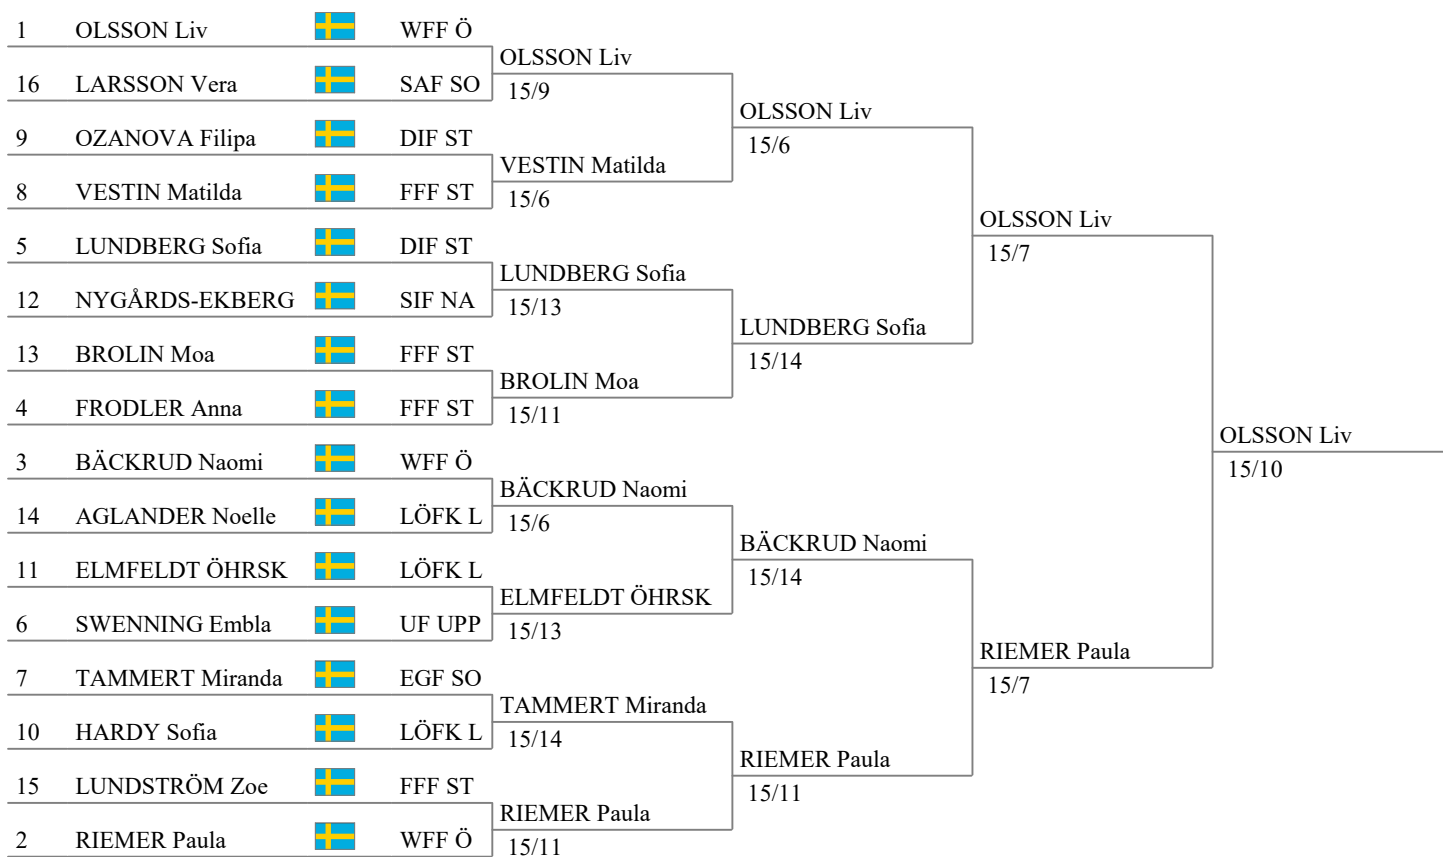 1 OLSSON Liv WFF Ö
OLSSON Liv
16 LARSSON Vera SAF SO 15/9
OLSSON Liv
9 OZANOVA Filipa DIF ST 15/6
VESTIN Matilda
8 VESTIN Matilda FFF ST 15/6
OLSSON Liv
5 LUNDBERG Sofia DIF ST 15/7
LUNDBERG Sofia
12 NYGÅRDS-EKBERG SIF NA 15/13
LUNDBERG Sofia
13 BROLIN Moa FFF ST 15/14
BROLIN Moa
4 FRODLER Anna FFF ST 15/11
OLSSON Liv
3 BÄCKRUD Naomi WFF Ö 15/10
BÄCKRUD Naomi
14 AGLANDER Noelle LÖFK L 15/6
BÄCKRUD Naomi
11 ELMFELDT ÖHRSK LÖFK L 15/14
ELMFELDT ÖHRSK
6 SWENNING Embla UF UPP 15/13
RIEMER Paula
7 TAMMERT Miranda EGF SO 15/7
TAMMERT Miranda
10 HARDY Sofia LÖFK L 15/14
RIEMER Paula
15 LUNDSTRÖM Zoe FFF ST 15/11
RIEMER Paula
2 RIEMER Paula WFF Ö 15/11